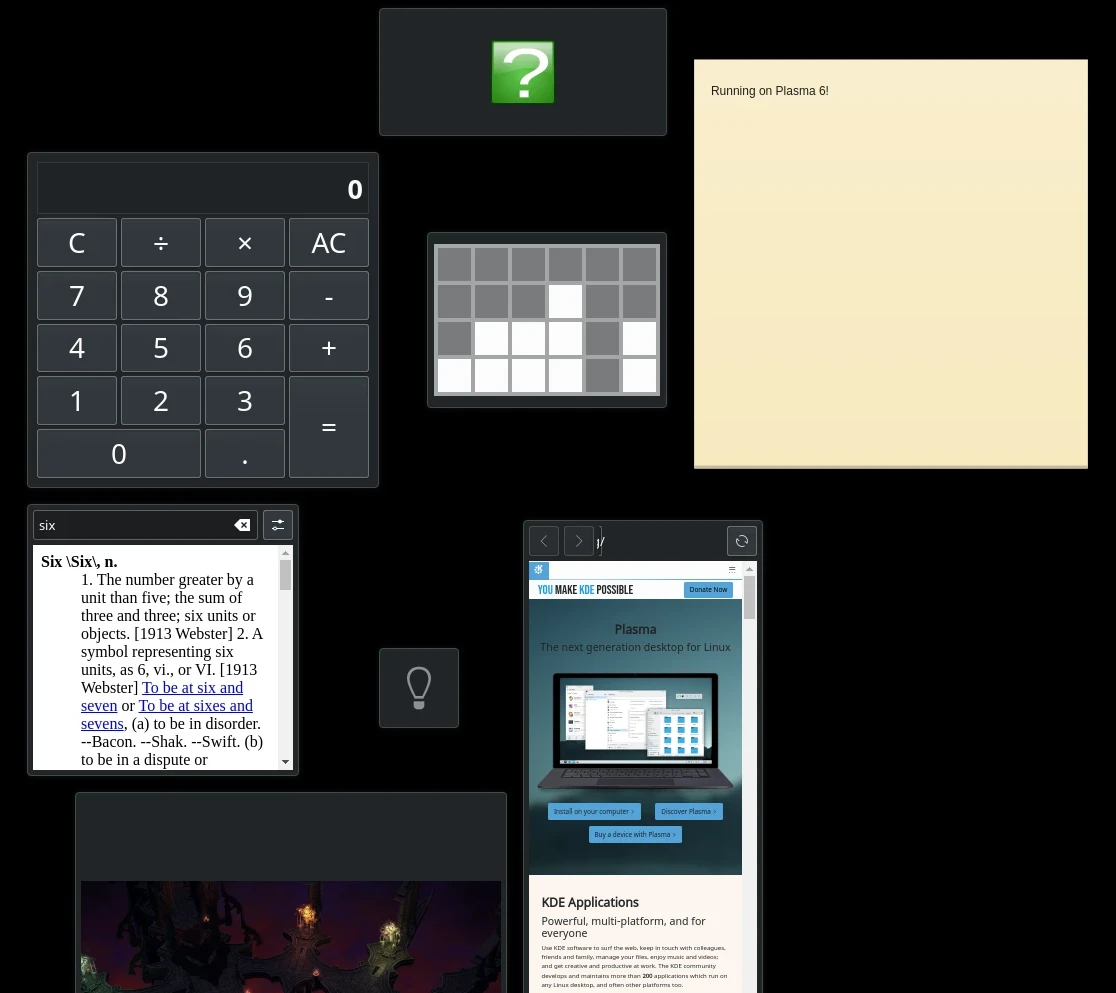 ?
Running on Plasma 6!
0
C ÷ × AC
7 8 9 -
4 5 6 +
1 2 3 =
0 .
six
Six \Six\, n.
1. The number greater by a
unit than five; the sum of
three and three; six units or
objects. [1913 Webster] 2. A
symbol representing six
units, as 6, vi., or VI. [1913
Webster] To be at six and
seven or To be at sixes and
sevens, (a) to be in disorder.
--Bacon. --Shak. --Swift. (b)
to be in a dispute or
g/
YOU MAKE KDE POSSIBLE
Donate Now
Plasma
The next generation desktop for Linux
Install on your computer ›
Discover Plasma ›
Buy a device with Plasma ›
KDE Applications
Powerful, multi-platform, and for
everyone
Use KDE software to surf the web, keep in touch with colleagues,
friends and family, manage your files, enjoy music and videos;
and get creative and productive at work. The KDE community
develops and maintains more than 200 applications which run on
any Linux desktop, and often other platforms too.